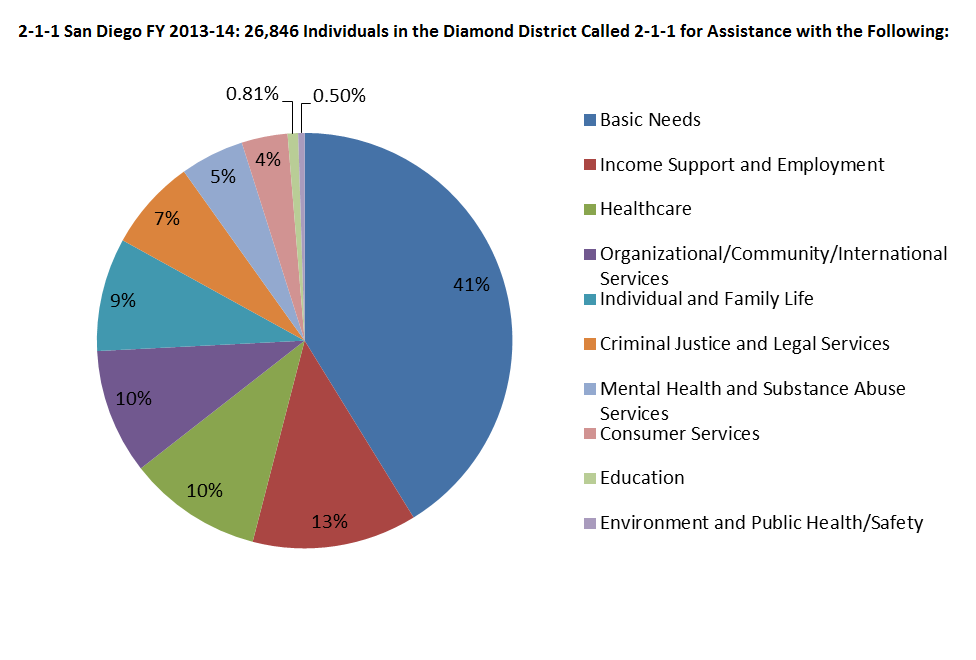 2-1-1 San Diego FY 2013-14: 26,846 Individuals in the Diamond District Called 2-1-1 for Assistance with the Following:
0.81%
0.50%
4%
5%
7%
9%
10%
10%
13%
41%
Basic Needs
Income Support and Employment
Healthcare
Organizational/Community/International
Services
Individual and Family Life
Criminal Justice and Legal Services
Mental Health and Substance Abuse
Services
Consumer Services
Education
Environment and Public Health/Safety